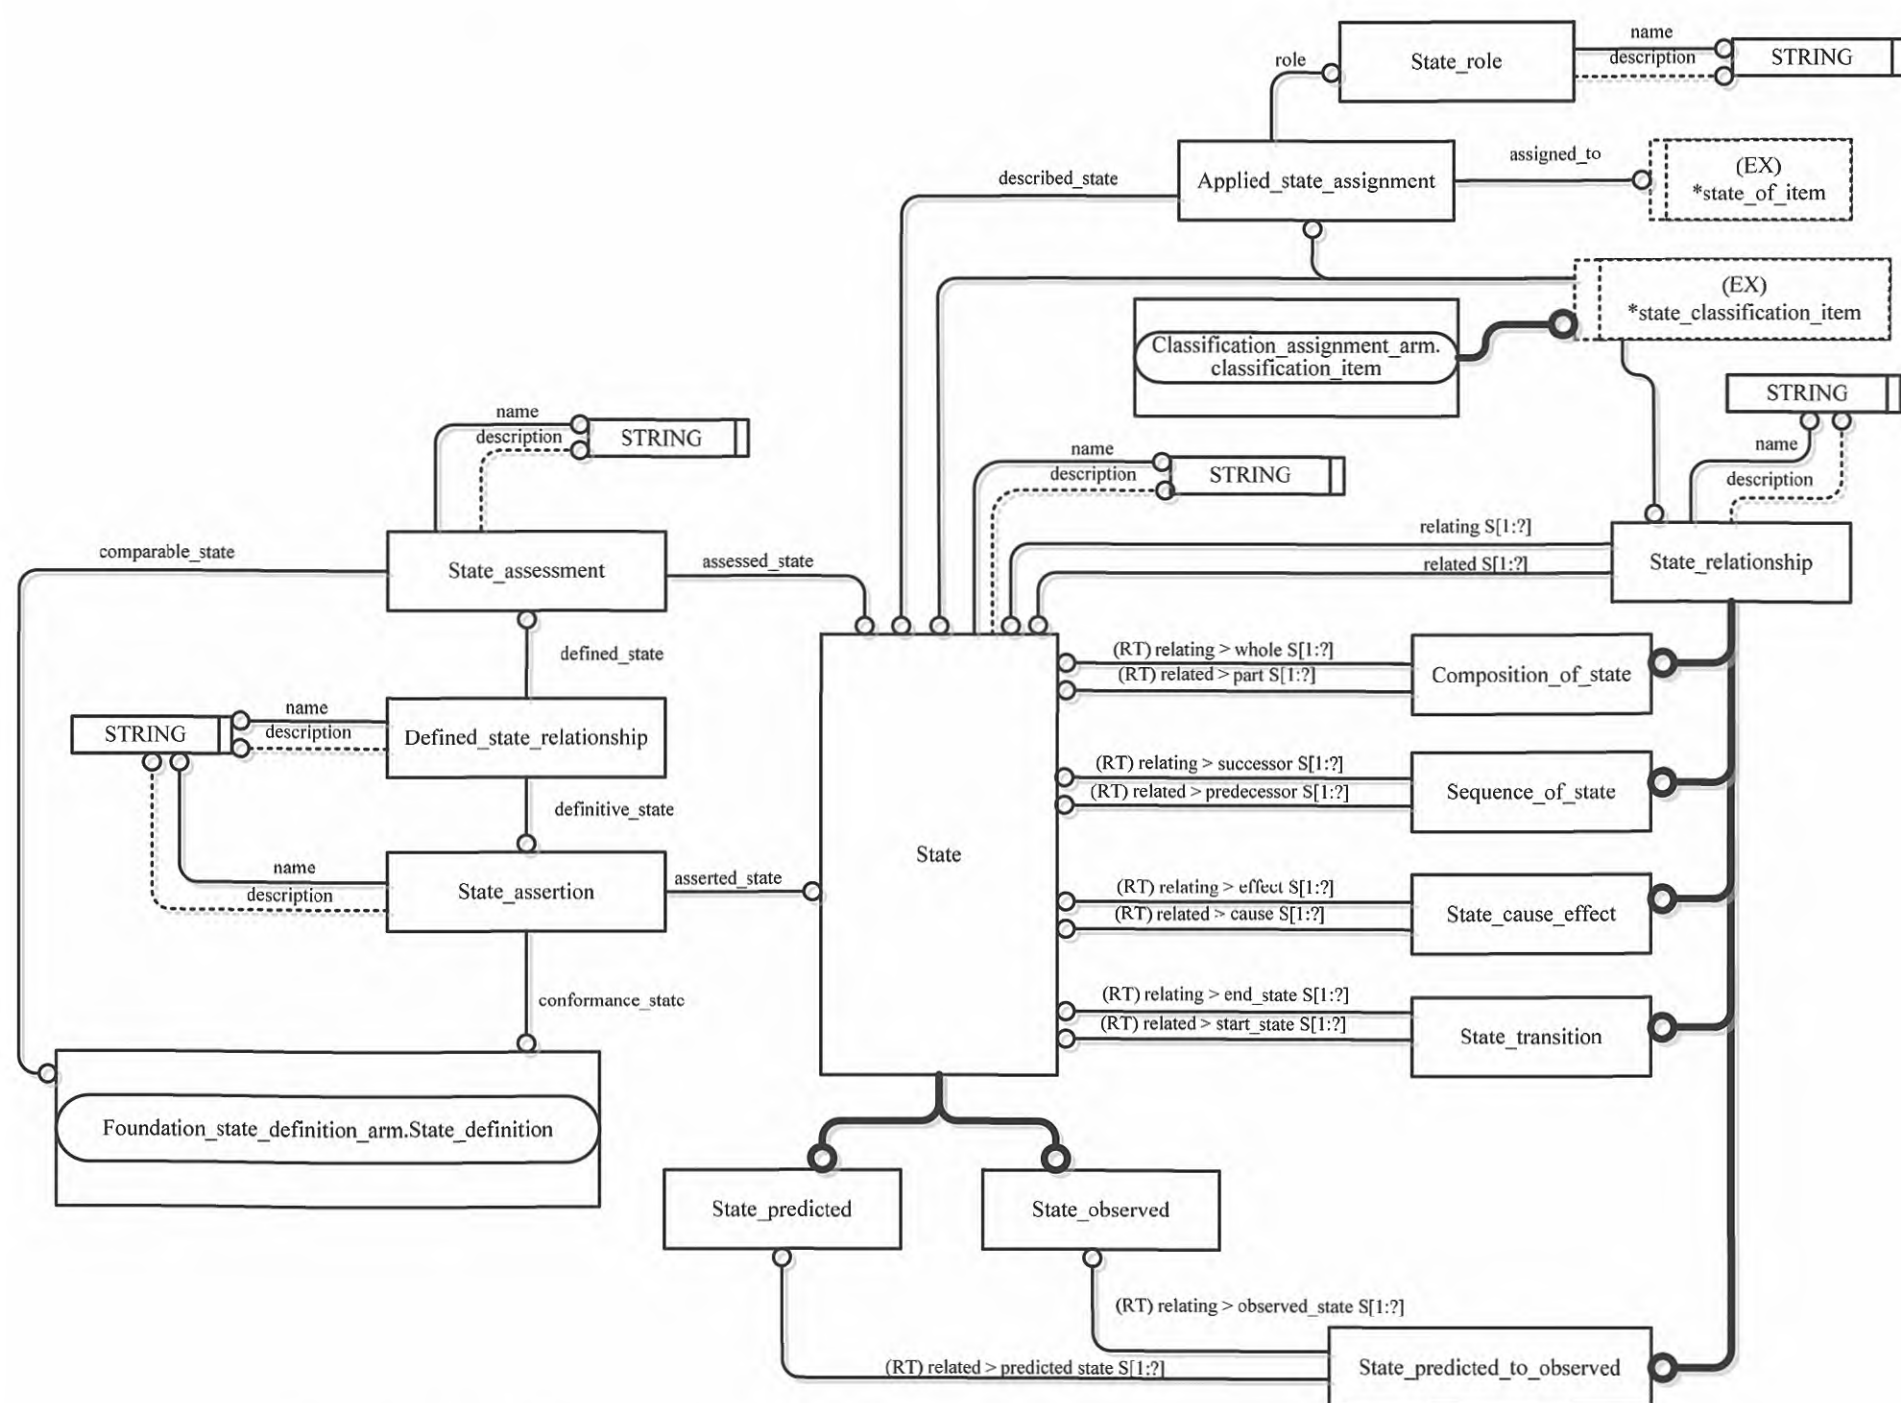 State_role
name
description
STRING
role
Applied_state_assignment
assigned_to
(EX)
*state_of_item
described_state
(EX)
*state_classification_item
Classification_assignment_arm.
classification_item
STRING
name
description
name
description
STRING
name
description
STRING
relating S[1:?]
related S[1:?]
State_relationship
comparable_state
State_assessment
assessed_state
defined_state
(RT) relating > whole S[1:?]
(RT) related > part S[1:?]
Composition_of_state
name
description
STRING
Defined_state_relationship
(RT) relating > successor S[1:?]
(RT) related > predecessor S[1:?]
Sequence_of_state
definitive_state
State
name
description
State_assertion
asserted_state
(RT) relating > effect S[1:?]
(RT) related > cause S[1:?]
State_cause_effect
conformance_state
(RT) relating > end_state S[1:?]
(RT) related > start_state S[1:?]
State_transition
Foundation_state_definition_arm.State_definition
State_predicted
State_observed
(RT) relating > observed_state S[1:?]
(RT) related > predicted state S[1:?]
State_predicted_to_observed